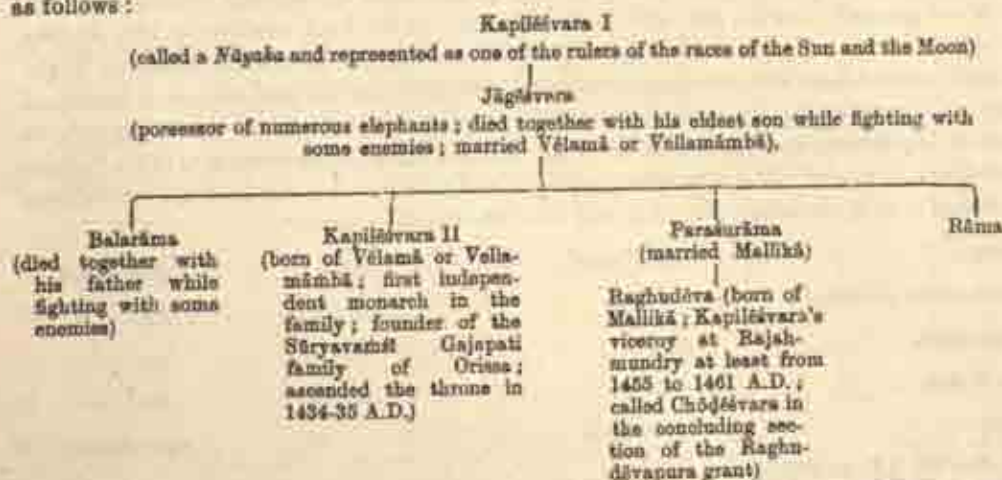 as follows :
Kapilēśvara I
(called a Nāyaka and represented as one of the rulers of the races of the Sun and the Moon)
Jāgēśvara
(possessor of numerous elephants ; died together with his eldest son while fighting with
some enemies ; married Vēlamā or Vellamāmbā).
Balarāma
(died together with
his father while
fighting with some
enemies)
Kapilēśvara II
(born of Vēlamā or Vella-
māmbā ; first indepen-
dent monarch in the
family ; founder of the
Sūryavaṁśī Gajapati
family of Orissa ;
ascended the throne in
1434-35 A.D.)
Paraśurāma
(married Mallikā)
Raghudēva (born of
Mallikā ; Kapilēśvara's
viceroy at Rajah-
mundry at least from
1455 to 1461 A.D. ;
called Chōḍēśvara in
the concluding sec-
tion of the Raghu-
dēvapura grant)
Rāma